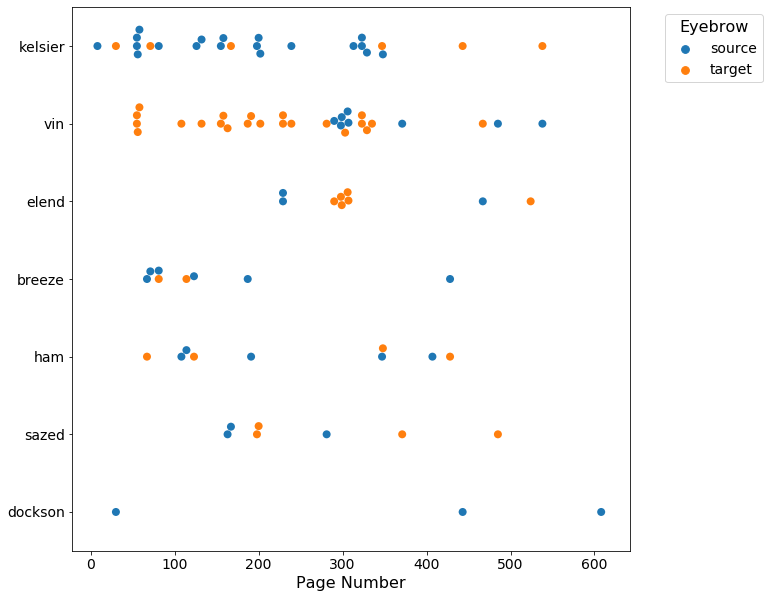 Eyebrow
source
target
kelsier
vin
elend
breeze
ham
sazed
dockson
0 100 200 300 400 500 600
Page Number